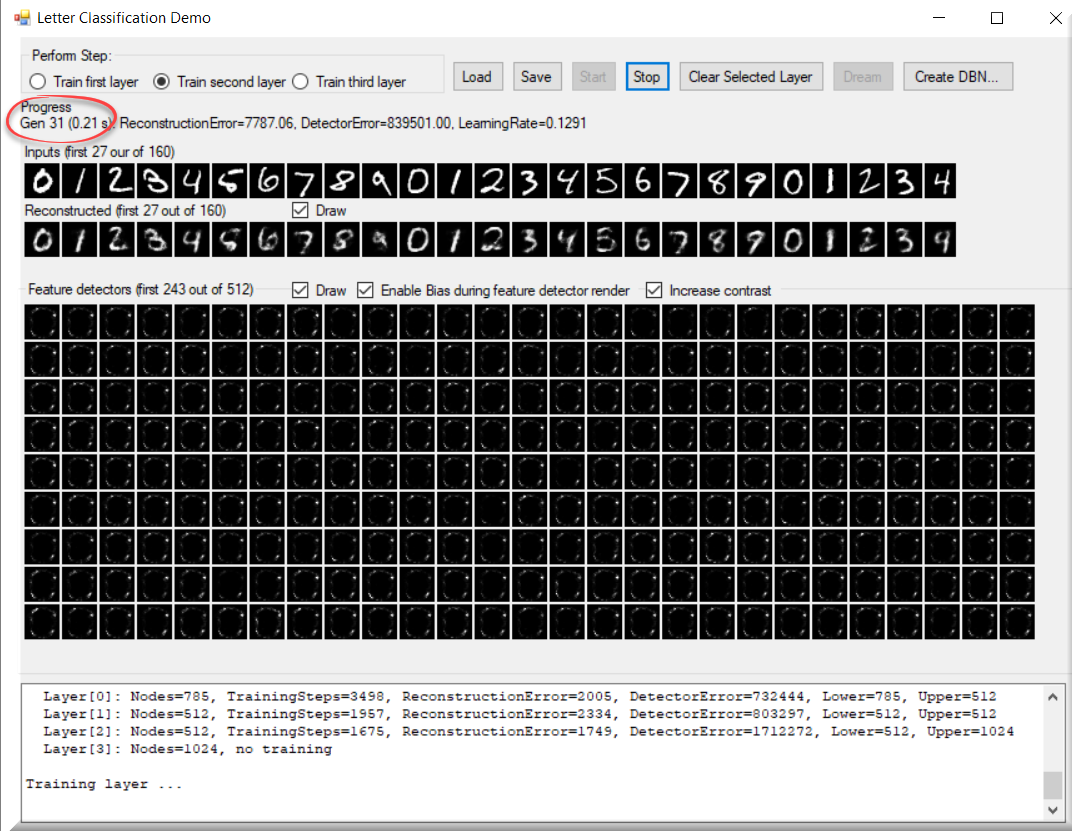 Letter Classification Demo
Perform Step:
Train first layer Train second layer Train third layer Load Save Start Stop Clear Selected Layer Dream Create DBN...
Progress
Gen 31 (0.21 s): ReconstructionError=7787.06, DetectorError=839501.00, LearningRate=0.1291
Inputs (first 27 our of 160)
0 1 2 3 4 5 6 7 8 9 0 1 2 3 4 5 6 7 8 9 0 1 2 3 4
Reconstructed (first 27 out of 160) Draw
0 1 2 3 4 5 6 7 8 9 0 1 2 3 4 5 6 7 8 9 0 1 2 3 9
Feature detectors (first 243 out of 512) Draw Enable Bias during feature detector render Increase contrast
Layer[0]: Nodes=785, TrainingSteps=3498, ReconstructionError=2005, DetectorError=732444, Lower=785, Upper=512
Layer[1]: Nodes=512, TrainingSteps=1957, ReconstructionError=2334, DetectorError=803297, Lower=512, Upper=512
Layer[2]: Nodes=512, TrainingSteps=1675, ReconstructionError=1749, DetectorError=1712272, Lower=512, Upper=1024
Layer[3]: Nodes=1024, no training
Training layer ...